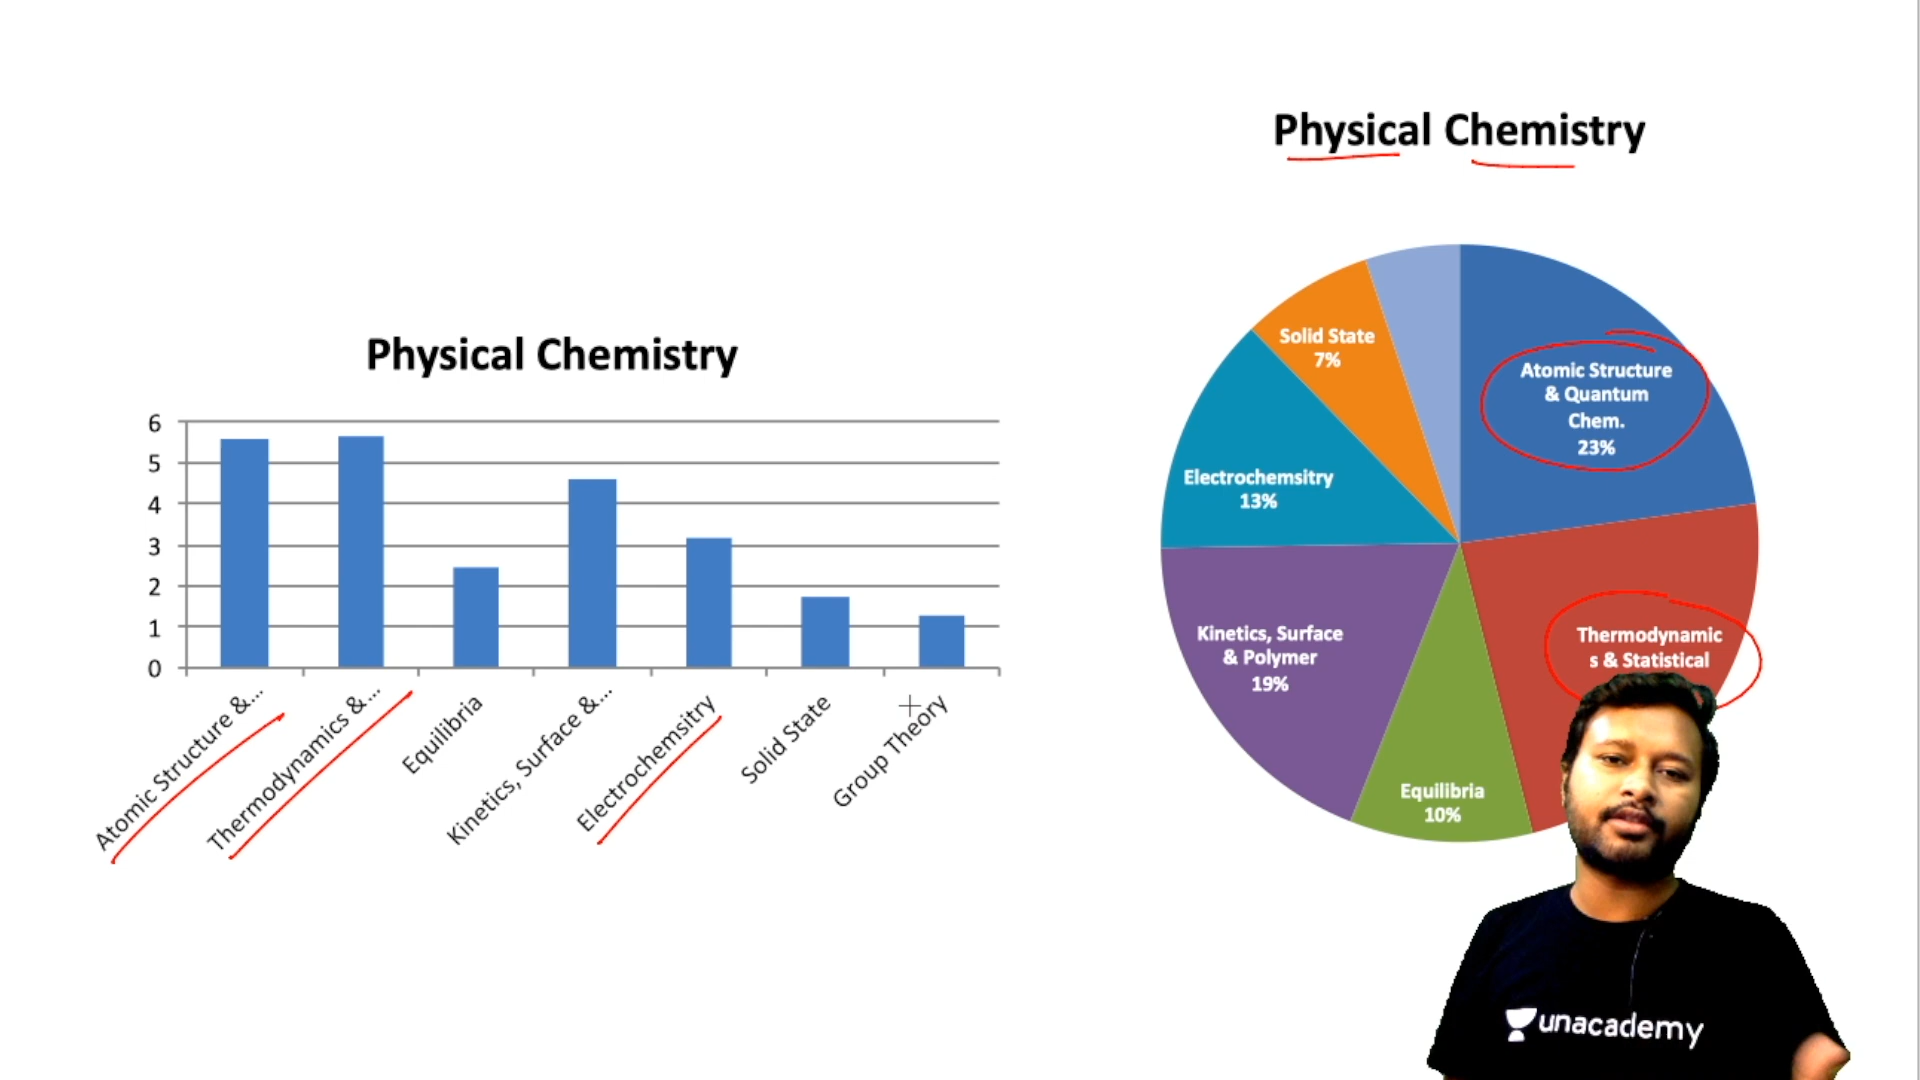 Physical Chemistry
6
5
4
3
2
1
0
Atomic Structure &...
Thermodynamics &...
Equilibria
Kinetics, Surface &...
Electrochemsitry
Solid State
Group Theory
Physical Chemistry
Solid State
7%
Atomic Structure
& Quantum
Chem.
23%
Electrochemsitry
13%
Kinetics, Surface
& Polymer
19%
Thermodynamic
s & Statistical
Equilibria
10%
unacademy